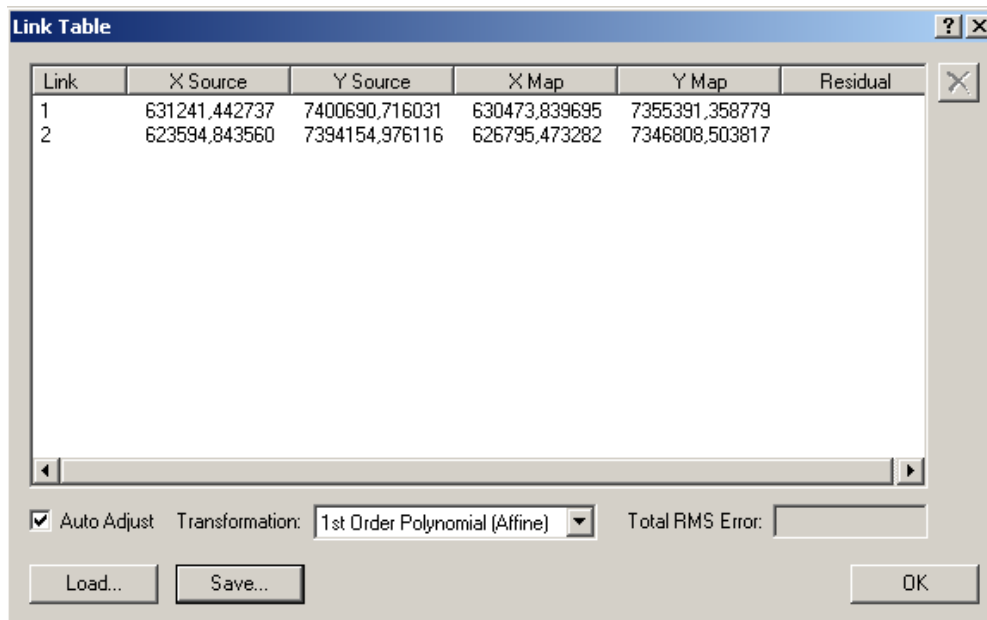 Link Table
Link X Source Y Source X Map Y Map Residual
1 631241,442737 7400690,716031 630473,839695 7355391,358779
2 623594,843560 7394154,976116 626795,473282 7346808,503817
Auto Adjust Transformation: 1st Order Polynomial (Affine) Total RMS Error:
Load... Save... OK